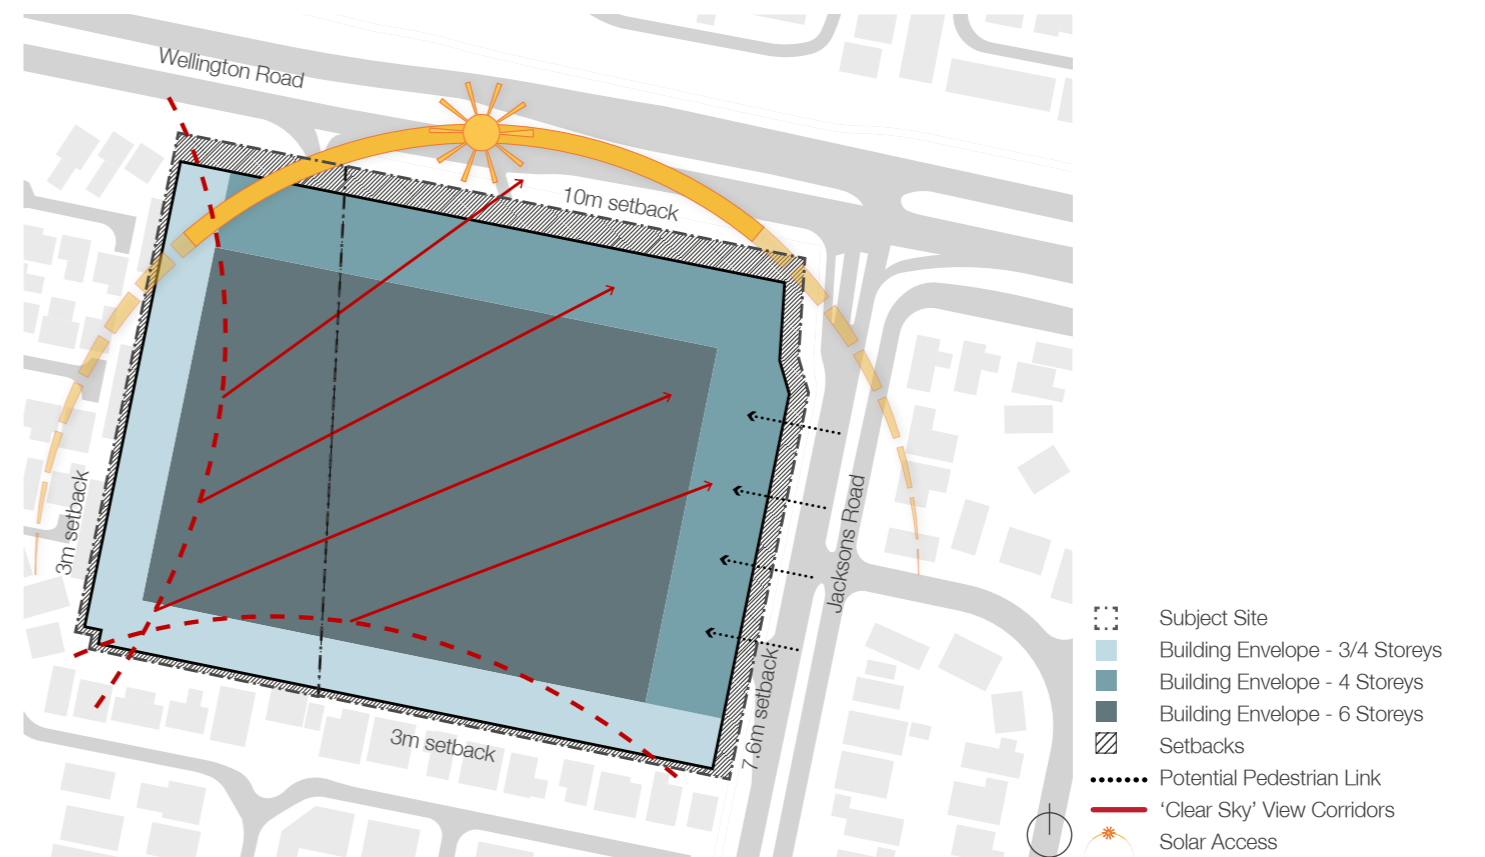 Wellington Road
10m setback
3m setback
Jacksons Road
7.6m setback
3m setback
Subject Site
Building Envelope - 3/4 Storeys
Building Envelope - 4 Storeys
Building Envelope - 6 Storeys
Setbacks
Potential Pedestrian Link
‘Clear Sky’ View Corridors
Solar Access